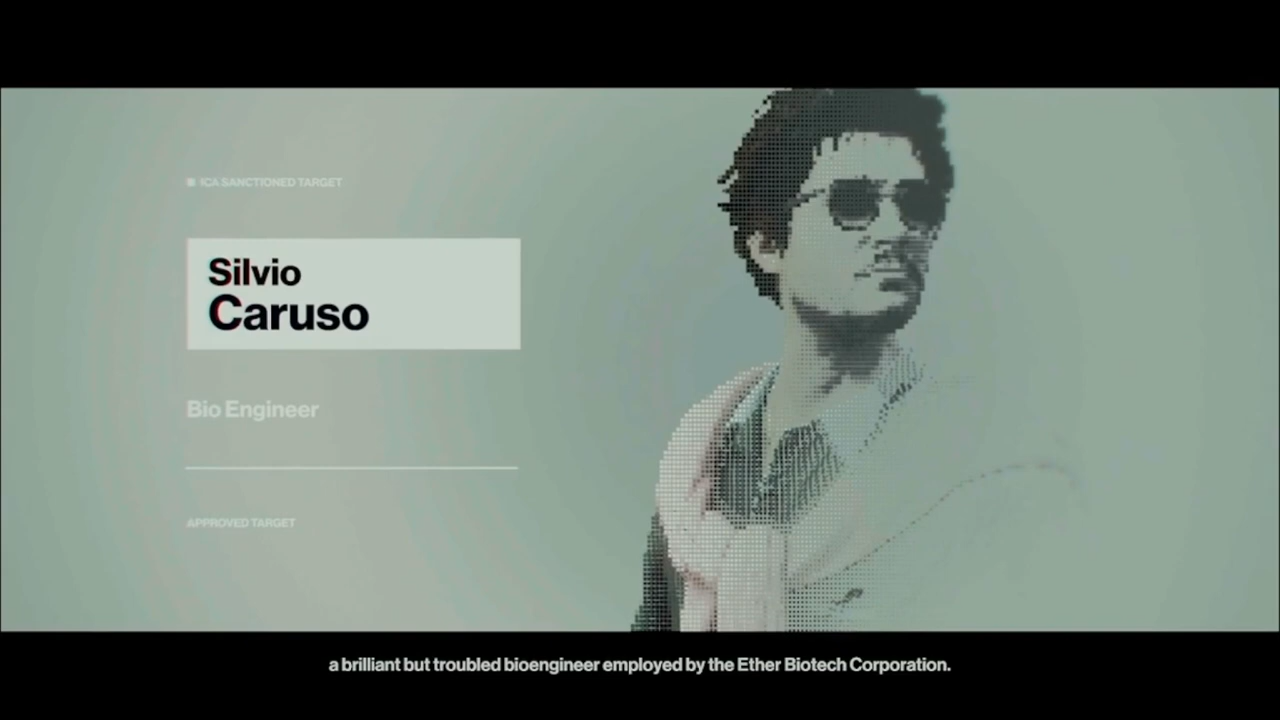 ICA SANCTIONED TARGET
Silvio
Caruso
Bio Engineer
APPROVED TARGET
a brilliant but troubled bioengineer employed by the Ether Biotech Corporation.